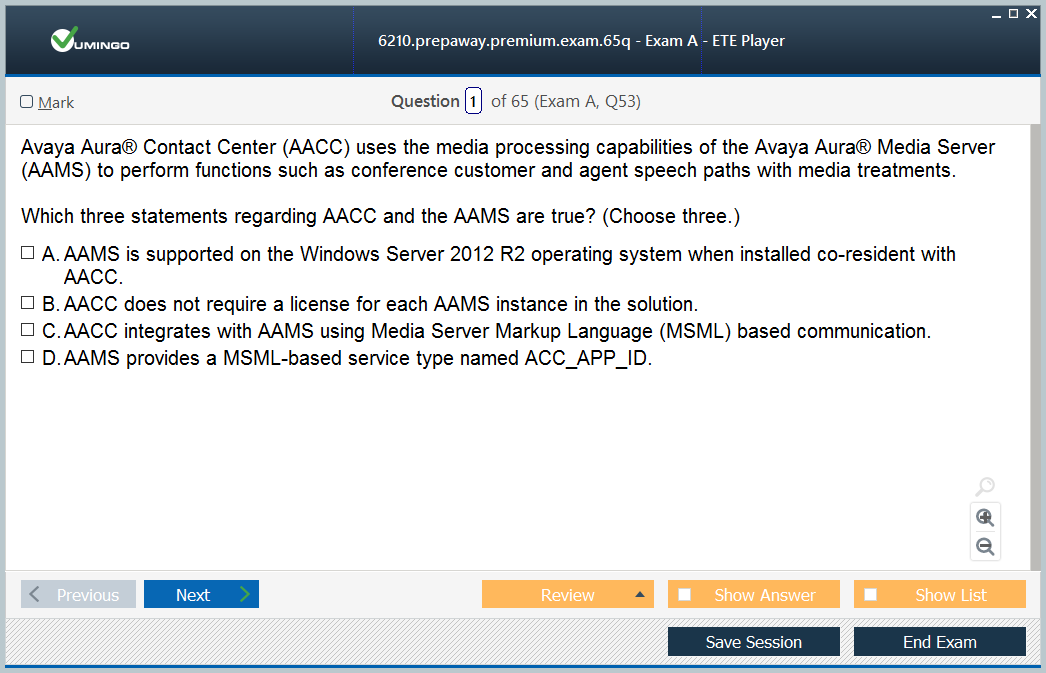 VUMINGO
6210.prepaway.premium.exam.65q - Exam A - ETE Player
Mark
Question 1 of 65 (Exam A, Q53)
Avaya Aura® Contact Center (AACC) uses the media processing capabilities of the Avaya Aura® Media Server
(AAMS) to perform functions such as conference customer and agent speech paths with media treatments.
Which three statements regarding AACC and the AAMS are true? (Choose three.)
A. AAMS is supported on the Windows Server 2012 R2 operating system when installed co-resident with
AACC.
B. AACC does not require a license for each AAMS instance in the solution.
C. AACC integrates with AAMS using Media Server Markup Language (MSML) based communication.
D. AAMS provides a MSML-based service type named ACC_APP_ID.
Previous
Next
Review
Show Answer
Show List
Save Session
End Exam